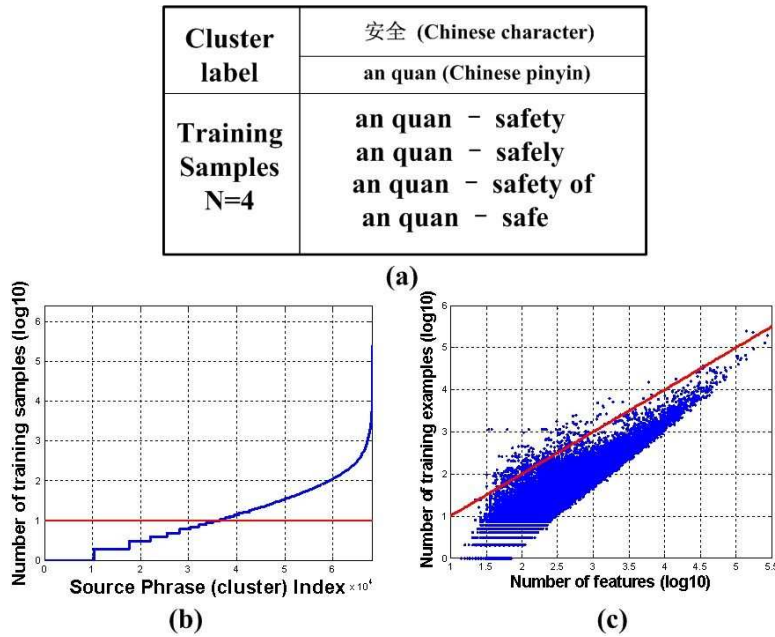 Cluster label
安全 (Chinese character)
an quan (Chinese pinyin)
Training Samples N=4
an quan – safety
an quan – safely
an quan – safety of
an quan – safe
(a)
Number of training samples (log10)
6
5
4
3
2
1
0
0 1 2 3 4 5 6
Source Phrase (cluster) Index × 10^4
(b)
Number of training examples (log10)
6
5
4
3
2
1
0
1 1.5 2 2.5 3 3.5 4 4.5 5 5.5
Number of features (log10)
(c)